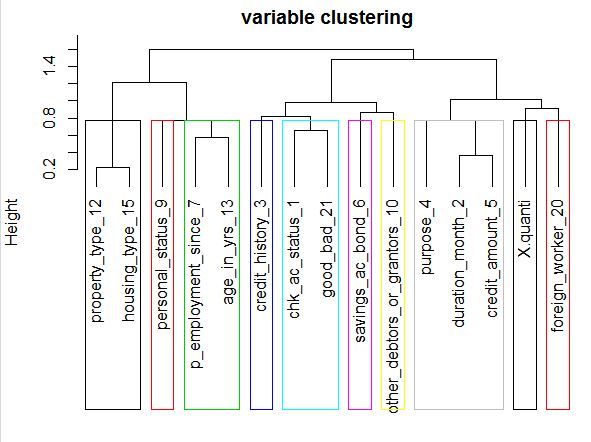 variable clustering
Height
1.4
0.8
0.2
property_type_12
housing_type_15
personal_status_9
p_employment_since_7
age_in_yrs_13
credit_history_3
chk_ac_status_1
good_bad_21
savings_ac_bond_6
other_debtors_or_grantors_10
purpose_4
duration_month_2
credit_amount_5
X.quanti
foreign_worker_20